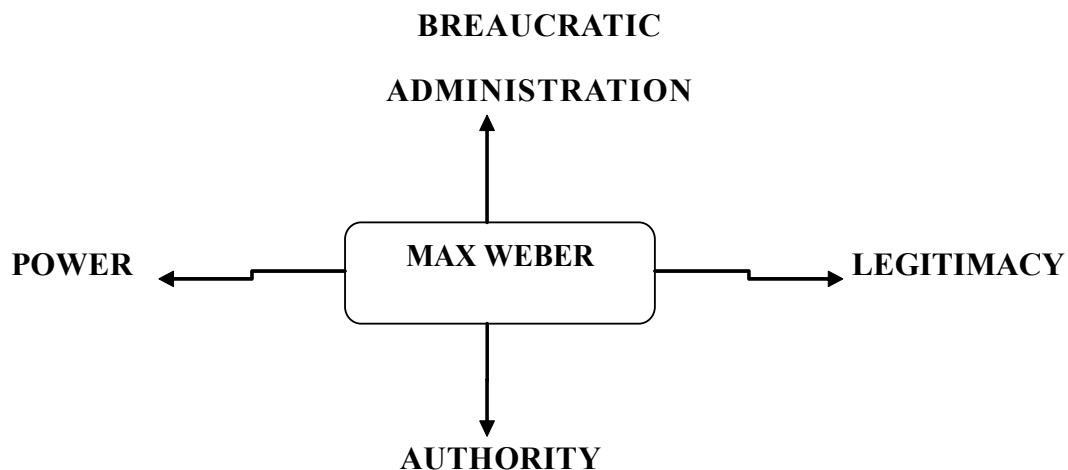 BREAUCRATIC
ADMINISTRATION
MAX WEBER
POWER
LEGITIMACY
AUTHORITY